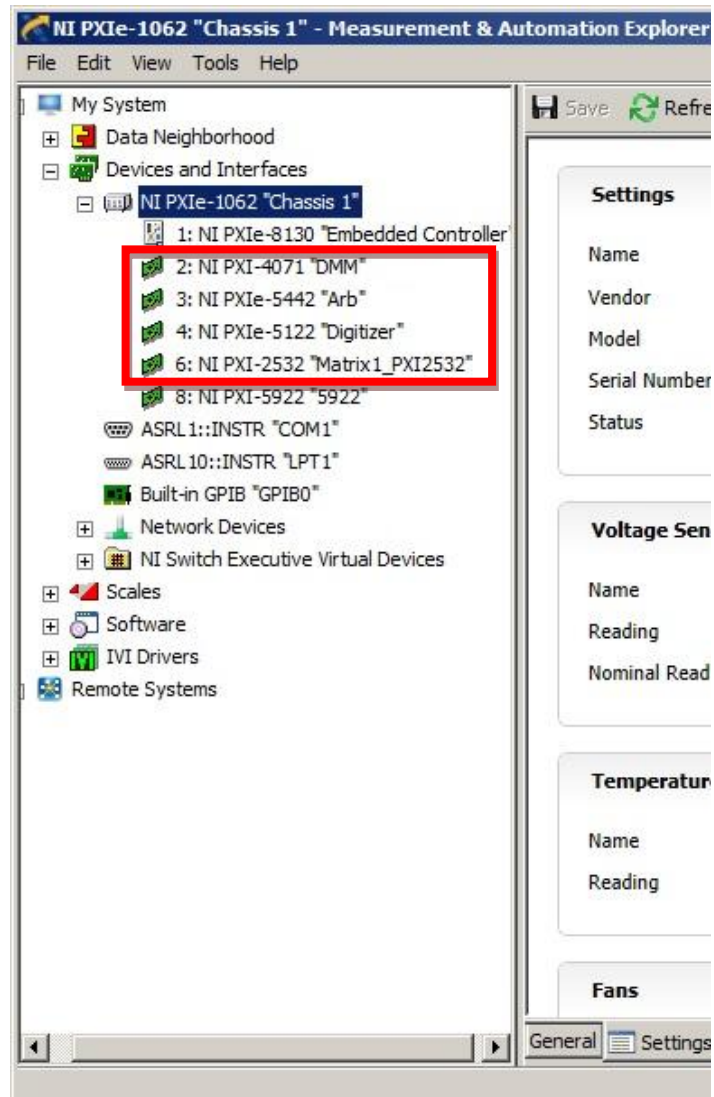 NI PXIe-1062 "Chassis 1" - Measurement & Automation Explorer
File Edit View Tools Help
My System
Data Neighborhood
Devices and Interfaces
NI PXIe-1062 "Chassis 1"
1: NI PXIe-8130 "Embedded Controller"
2: NI PXI-4071 "DMM"
3: NI PXIe-5442 "Arb"
4: NI PXIe-5122 "Digitizer"
6: NI PXI-2532 "Matrix1_PXI2532"
8: NI PXI-5922 "5922"
ASRL1::INSTR "COM1"
ASRL10::INSTR "LPT1"
Built-in GPIB "GPIB0"
Network Devices
NI Switch Executive Virtual Devices
Scales
Software
IVI Drivers
Remote Systems
Save Refre
Settings
Name
Vendor
Model
Serial Number
Status
Voltage Sen
Name
Reading
Nominal Read
Temperature
Name
Reading
Fans
General Settings